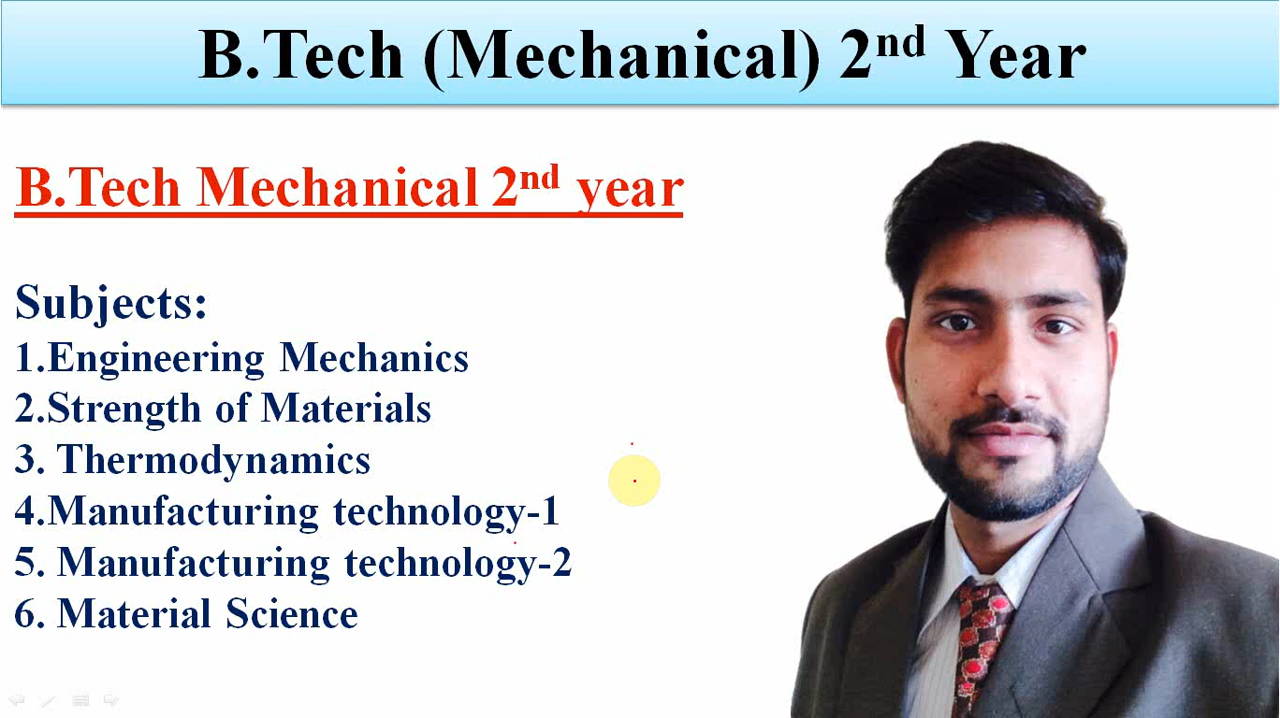 B.Tech (Mechanical) 2nd Year
B.Tech Mechanical 2nd year
Subjects:
1.Engineering Mechanics
2.Strength of Materials
3. Thermodynamics
4.Manufacturing technology-1
5. Manufacturing technology-2
6. Material Science